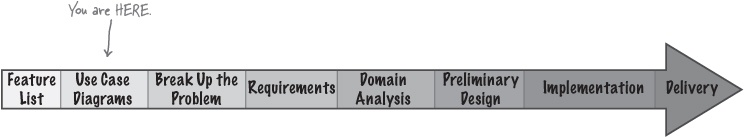 You are HERE.
Feature
List
Use Case
Diagrams
Break Up the
Problem
Requirements
Domain
Analysis
Preliminary
Design
Implementation
Delivery